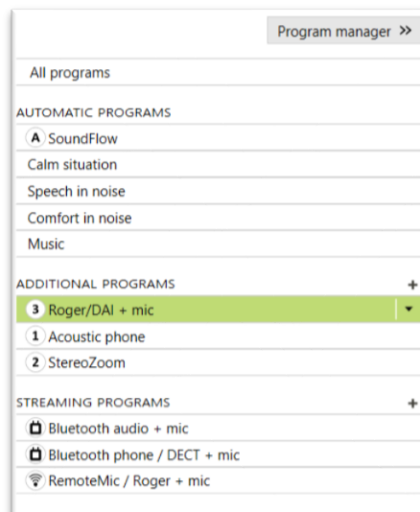 Program manager >>
All programs
AUTOMATIC PROGRAMS
A SoundFlow
Calm situation
Speech in noise
Comfort in noise
Music
ADDITIONAL PROGRAMS +
3 Roger/DAI + mic
1 Acoustic phone
2 StereoZoom
STREAMING PROGRAMS +
Bluetooth audio + mic
Bluetooth phone / DECT + mic
RemoteMic / Roger + mic